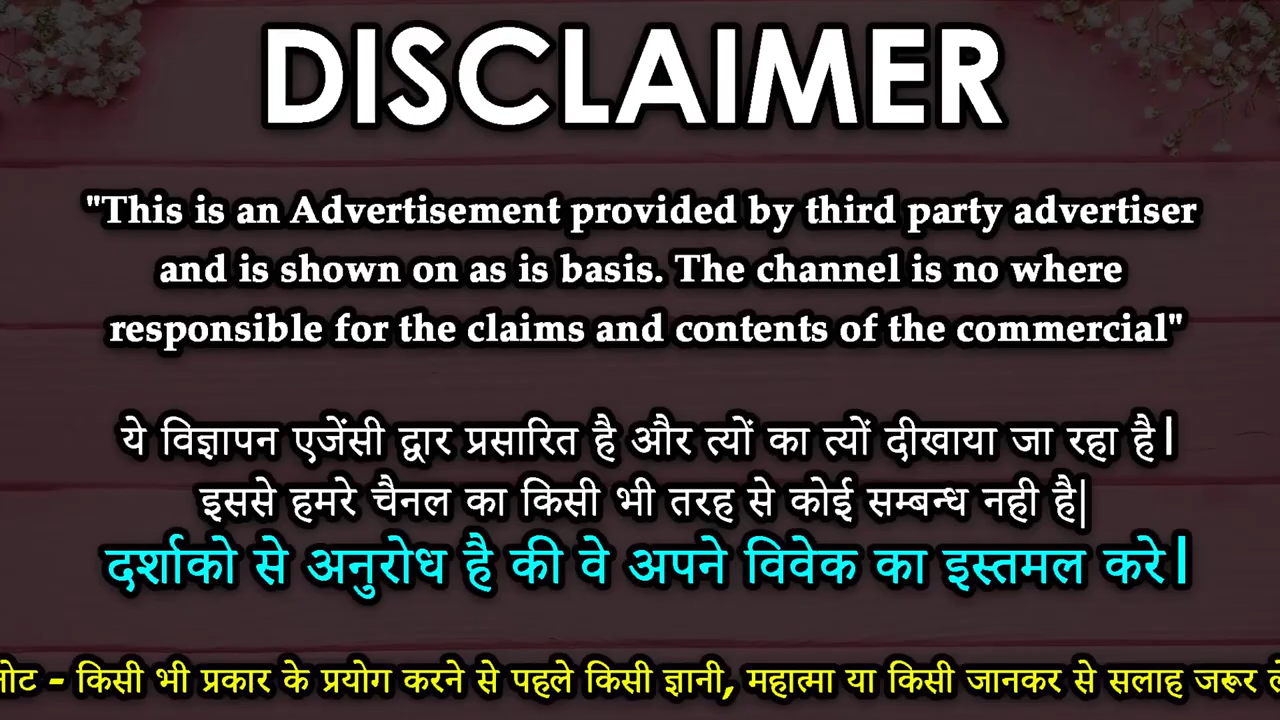 DISCLAIMER
"This is an Advertisement provided by third party advertiser
and is shown on as is basis. The channel is no where
responsible for the claims and contents of the commercial"
ये विज्ञापन एजेंसी द्वार प्रसारित है और त्यों का त्यों दीखाया जा रहा है।
इससे हमरे चैनल का किसी भी तरह से कोई सम्बन्ध नही है|
दर्शाको से अनुरोध है की वे अपने विवेक का इस्तमल करे।
- किसी भी प्रकार के प्रयोग करने से पहले किसी ज्ञानी, महात्मा या किसी जानकर से सलाह जरूर